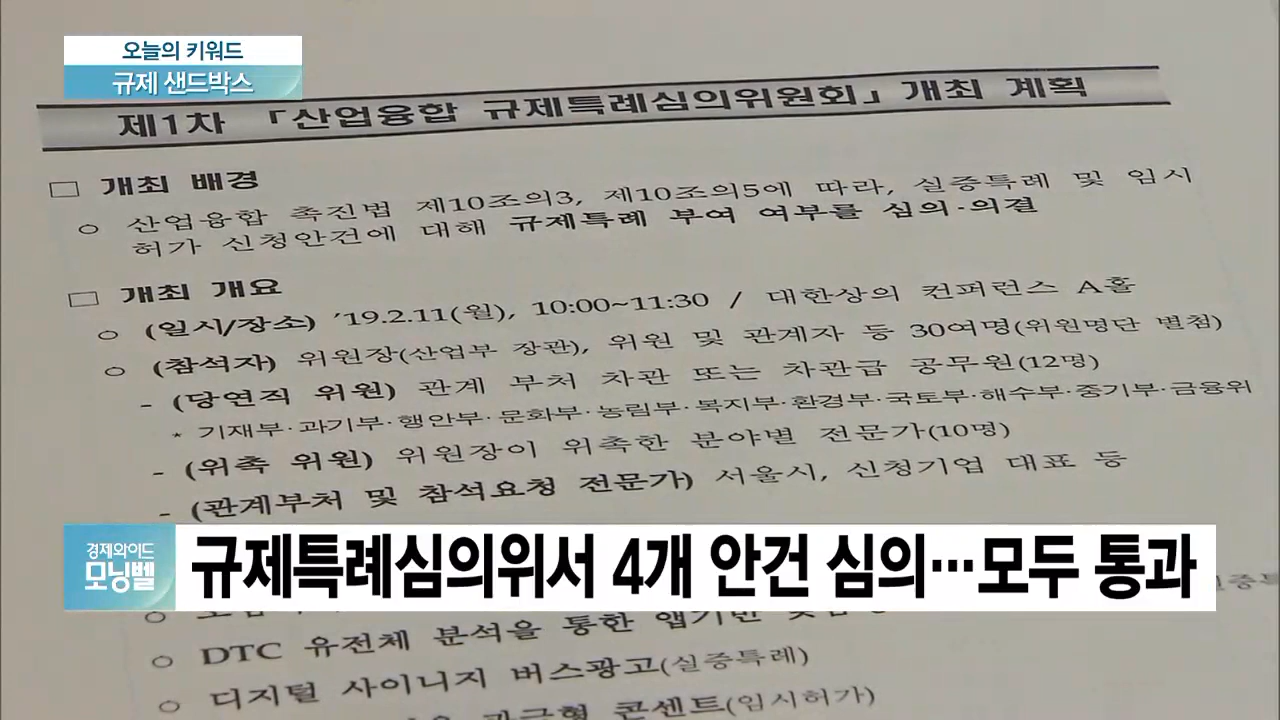 오늘의 키워드
규제 샌드박스
제1차 「산업융합 규제특례심의위원회」 개최 계획
□ 개최 배경
○ 산업융합 촉진법 제10조의3, 제10조의5에 따라, 실증특례 및 임시
허가 신청안건에 대해 규제특례 부여 여부를 심의·의결
□ 개최 개요
○ (일시/장소) '19.2.11(월), 10:00~11:30 / 대한상의 컨퍼런스 A홀
○ (참석자) 위원장(산업부 장관), 위원 및 관계자 등 30여명(위원명단 별첨)
- (당연직 위원) 관계 부처 차관 또는 차관급 공무원(12명)
* 기재부·과기부·행안부·문화부·농림부·복지부·환경부·국토부·해수부·중기부·금융위
- (위촉 위원) 위원장이 위촉한 분야별 전문가(10명)
- (관계부처 및 참석요청 전문가) 서울시, 신청기업 대표 등
경제와이드
모닝벨
규제특례심의위서 4개 안건 심의…모두 통과
○ DTC 유전체 분석을 통한 맵기반
○ 디지털 사이니지 버스광고(실증특례)
콘센트(임시허가)